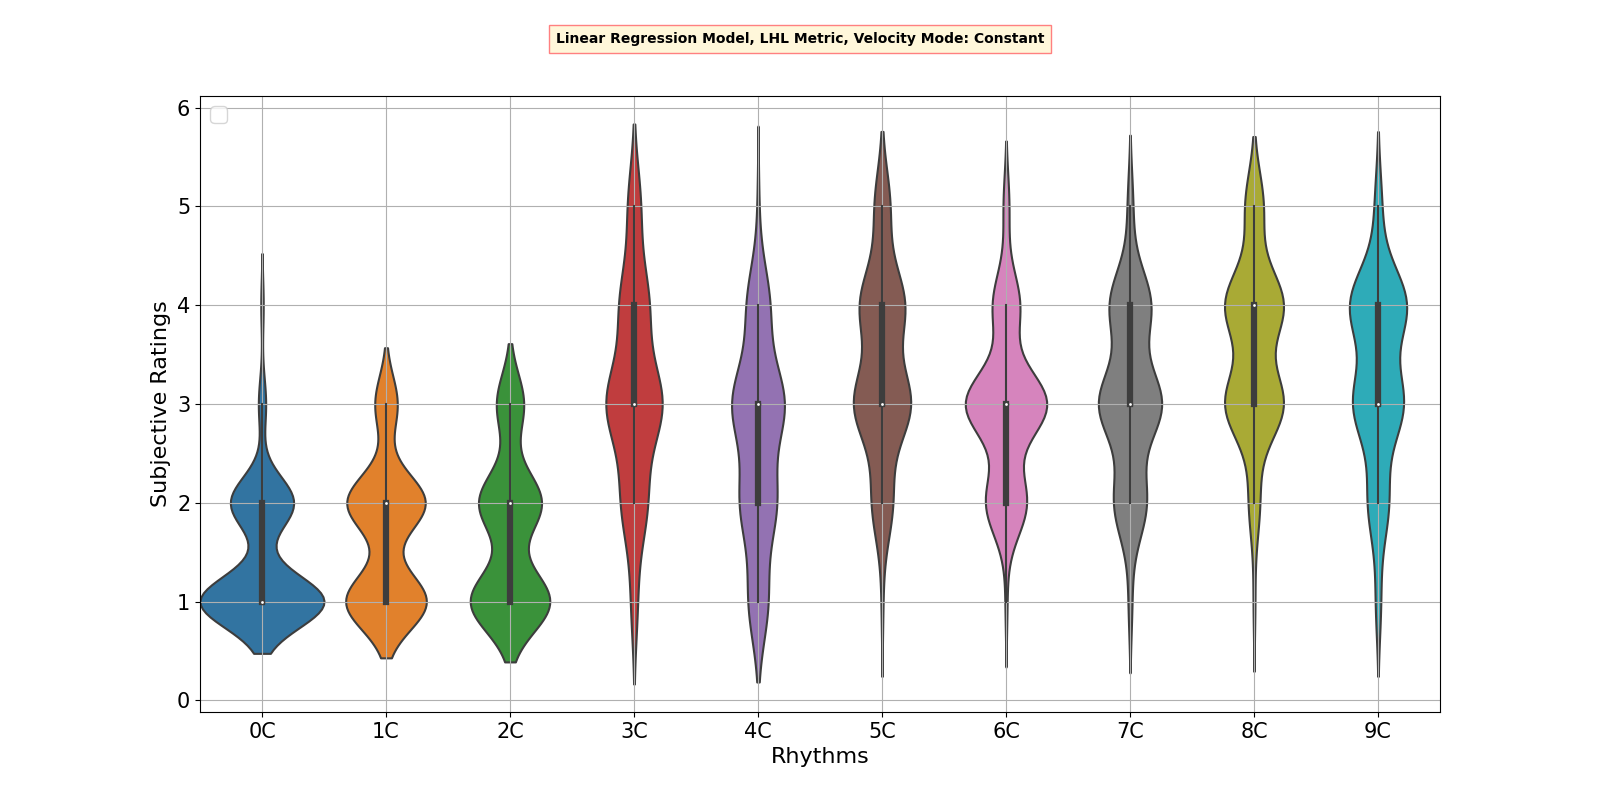 Linear Regression Model, LHL Metric, Velocity Mode: Constant
6
5
4
3
2
1
0
Subjective Ratings
0C 1C 2C 3C 4C 5C 6C 7C 8C 9C
Rhythms